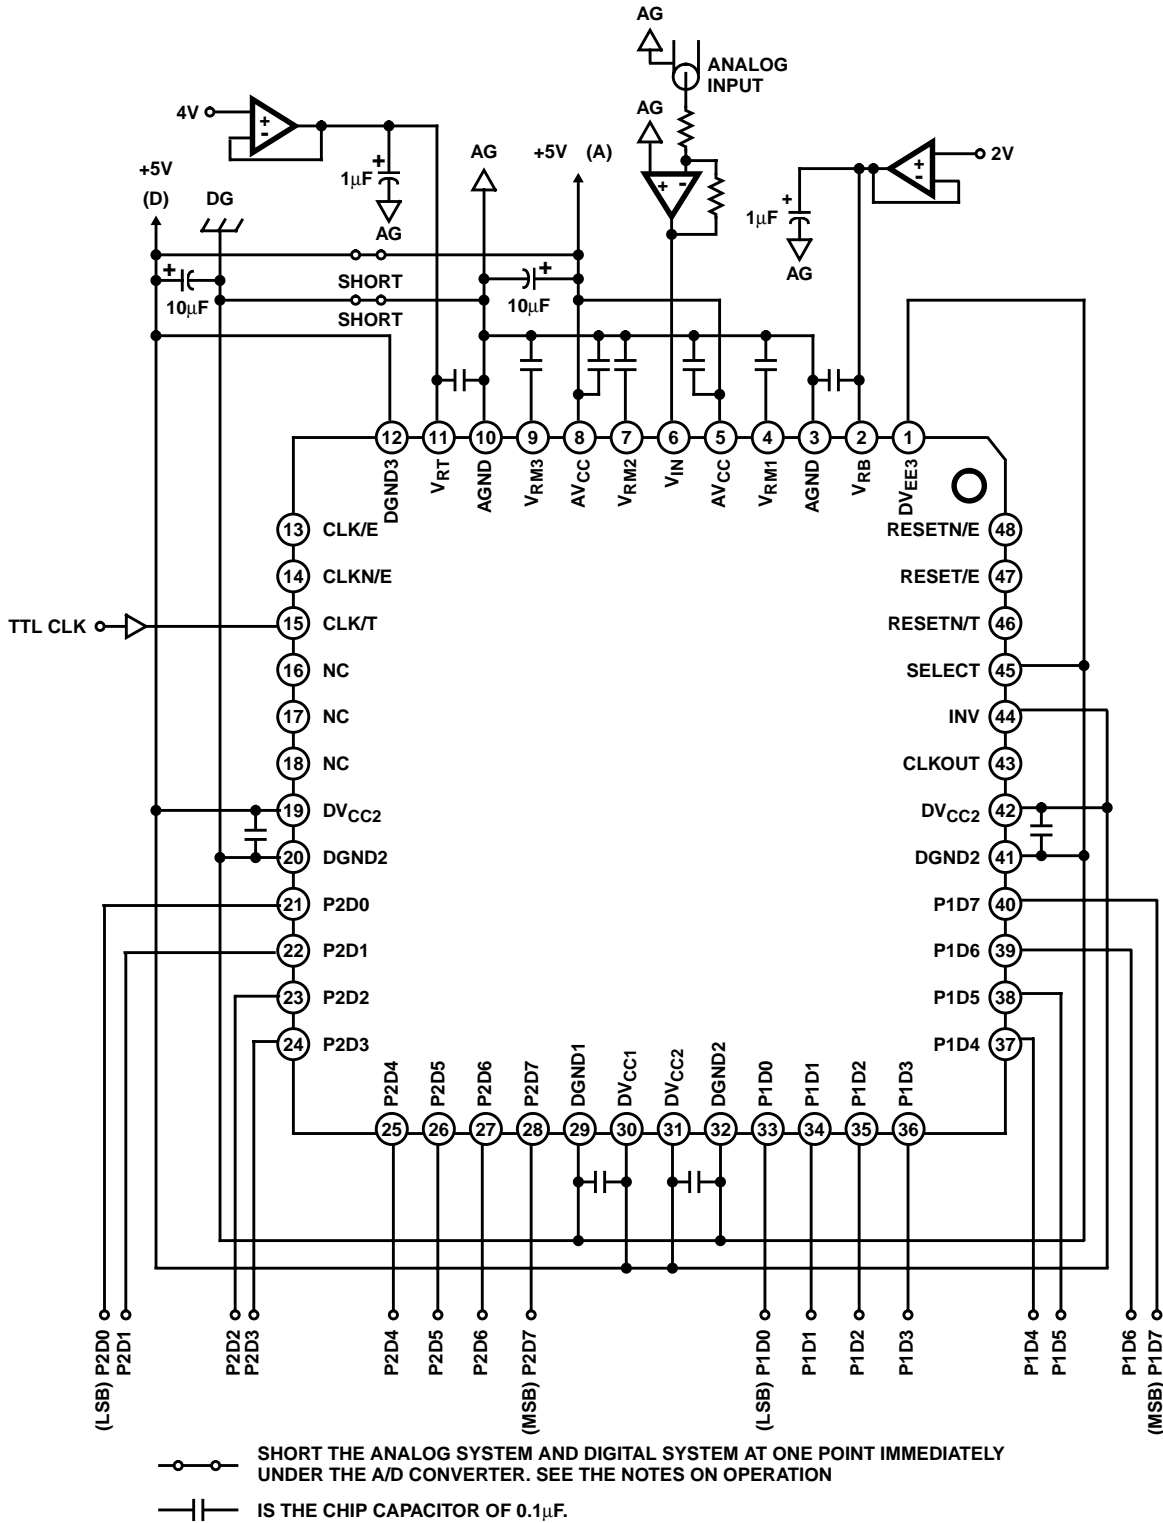 AG
ANALOG
INPUT
4V
AG
2V
+5V
(D)
DG
AG
+5V (A)
1µF
AG
1µF
AG
SHORT
10µF
10µF
SHORT
12 11 10 9 8 7 6 5 4 3 2 1
DGND3
VRT
AGND
VRM3
AVCC
VRM2
VIN
AVCC
VRM1
AGND
VRB
DVEE3
13 CLK/E
RESETN/E 48
14 CLKN/E
RESET/E 47
TTL CLK
15 CLK/T
RESETN/T 46
16 NC
SELECT 45
17 NC
INV 44
18 NC
CLKOUT 43
19 DVCC2
DVCC2 42
20 DGND2
DGND2 41
21 P2D0
P1D7 40
22 P2D1
P1D6 39
23 P2D2
P1D5 38
24 P2D3
P1D4 37
P2D4
P2D5
P2D6
P2D7
DGND1
DVCC1
DVCC2
DGND2
P1D0
P1D1
P1D2
P1D3
25 26 27 28 29 30 31 32 33 34 35 36
(LSB) P2D0
P2D1
P2D2
P2D3
P2D4
P2D5
P2D6
(MSB) P2D7
(LSB) P1D0
P1D1
P1D2
P1D3
P1D4
P1D5
P1D6
(MSB) P1D7
SHORT THE ANALOG SYSTEM AND DIGITAL SYSTEM AT ONE POINT IMMEDIATELY
UNDER THE A/D CONVERTER. SEE THE NOTES ON OPERATION
IS THE CHIP CAPACITOR OF 0.1µF.